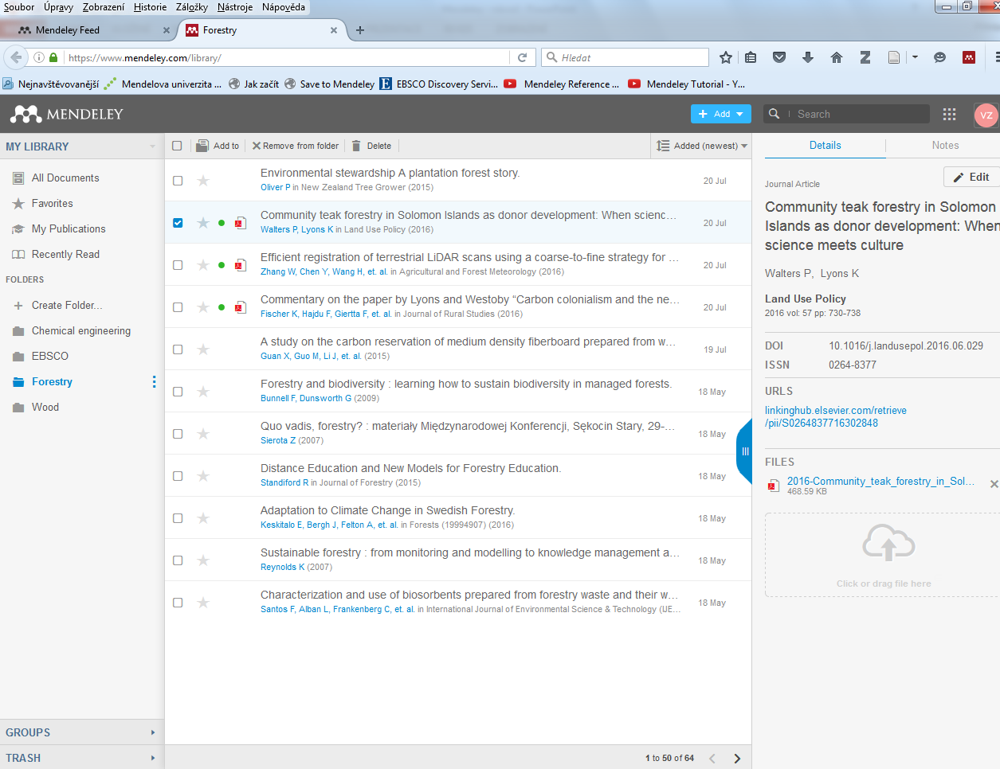 Soubor Úpravy Zobrazení Historie Záložky Nástroje Nápověda
Mendeley Feed × Forestry × +
https://www.mendeley.com/library/ Hledat
Nejnavštěvovanější Mendelova univerzita ... Jak začít Save to Mendeley EBSCO Discovery Servi... Mendeley Reference ... Mendeley Tutorial - Y...
MENDELEY + Add Search VZ
MY LIBRARY
All Documents
Favorites
My Publications
Recently Read
FOLDERS
+ Create Folder...
Chemical engineering
EBSCO
Forestry
Wood
GROUPS
TRASH
Add to Remove from folder Delete Added (newest)
Environmental stewardship A plantation forest story.
Oliver P in New Zealand Tree Grower (2015)
20 Jul
Community teak forestry in Solomon Islands as donor development: When scienc...
Walters P, Lyons K in Land Use Policy (2016)
20 Jul
Efficient registration of terrestrial LiDAR scans using a coarse-to-fine strategy for ...
Zhang W, Chen Y, Wang H, et. al. in Agricultural and Forest Meteorology (2016)
20 Jul
Commentary on the paper by Lyons and Westoby “Carbon colonialism and the ne...
Fischer K, Hajdu F, Giertta F, et. al. in Journal of Rural Studies (2016)
20 Jul
A study on the carbon reservation of medium density fiberboard prepared from w...
Guan X, Guo M, Li J, et. al. (2015)
19 Jul
Forestry and biodiversity : learning how to sustain biodiversity in managed forests.
Bunnell F, Dunsworth G (2009)
18 May
Quo vadis, forestry? : materiały Międzynarodowej Konferencji, Sękocin Stary, 29-...
Sierota Z (2007)
18 May
Distance Education and New Models for Forestry Education.
Standiford R in Journal of Forestry (2015)
18 May
Adaptation to Climate Change in Swedish Forestry.
Keskitalo E, Bergh J, Felton A, et. al. in Forests (19994907) (2016)
18 May
Sustainable forestry : from monitoring and modelling to knowledge management a...
Reynolds K (2007)
18 May
Characterization and use of biosorbents prepared from forestry waste and their w...
Santos F, Alban L, Frankenberg C, et. al. in International Journal of Environmental Science & Technology (IJE...
18 May
1 to 50 of 64
Details Notes
Edit
Journal Article
Community teak forestry in Solomon
Islands as donor development: When
science meets culture
Walters P, Lyons K
Land Use Policy
2016 vol: 57 pp: 730-738
DOI 10.1016/j.landusepol.2016.06.029
ISSN 0264-8377
URLS
linkinghub.elsevier.com/retrieve
/pii/S0264837716302848
FILES
2016-Community_teak_forestry_in_Sol...
468.59 KB
Click or drag file here